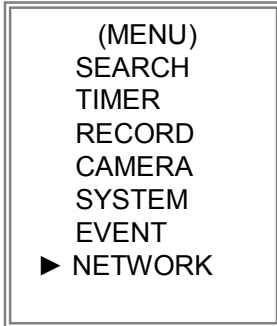 (MENU)
SEARCH
TIMER
RECORD
CAMERA
SYSTEM
EVENT
► NETWORK